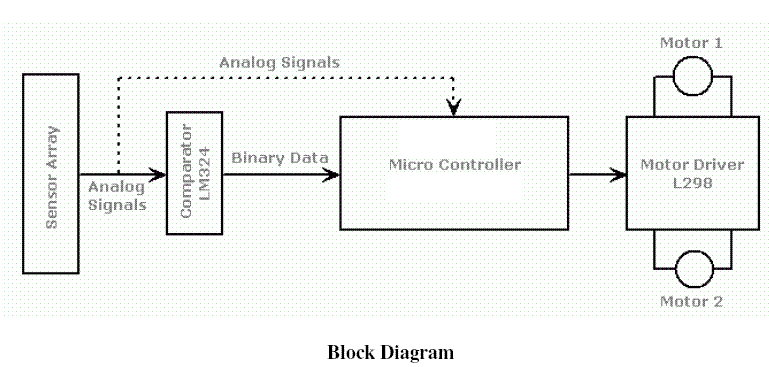 Analog Signals
Motor 1
Sensor Array
Analog
Signals
Comparator
LM324
Binary Data
Micro Controller
Motor Driver
L298
Motor 2
Block Diagram